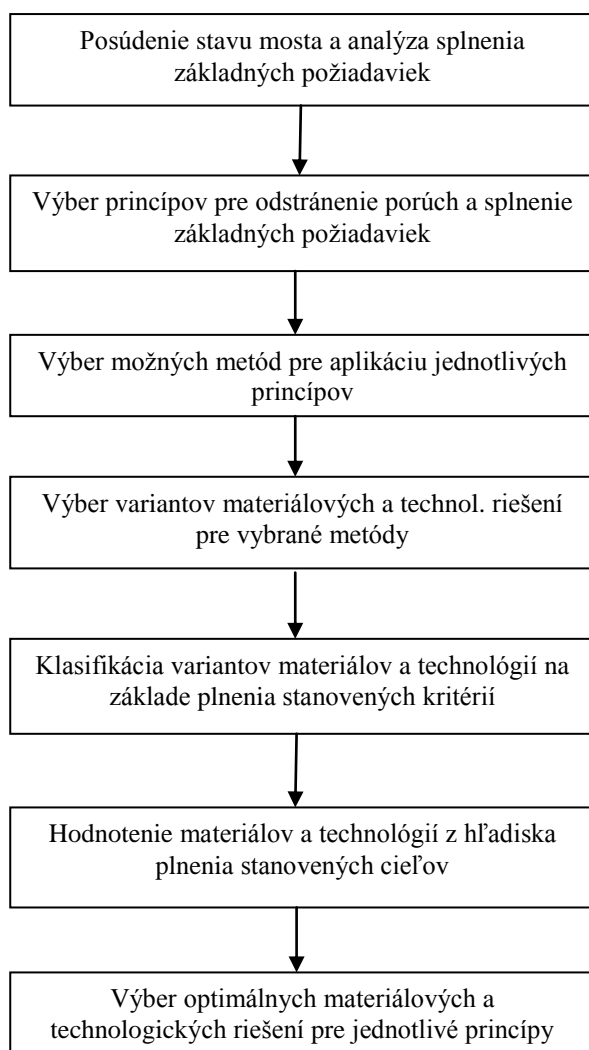 Posúdenie stavu mosta a analýza splnenia
základných požiadaviek
Výber princípov pre odstránenie porúch a splnenie
základných požiadaviek
Výber možných metód pre aplikáciu jednotlivých
princípov
Výber variantov materiálových a technol. riešení
pre vybrané metódy
Klasifikácia variantov materiálov a technológií na
základe plnenia stanovených kritérií
Hodnotenie materiálov a technológií z hľadiska
plnenia stanovených cieľov
Výber optimálnych materiálových a
technologických riešení pre jednotlivé princípy